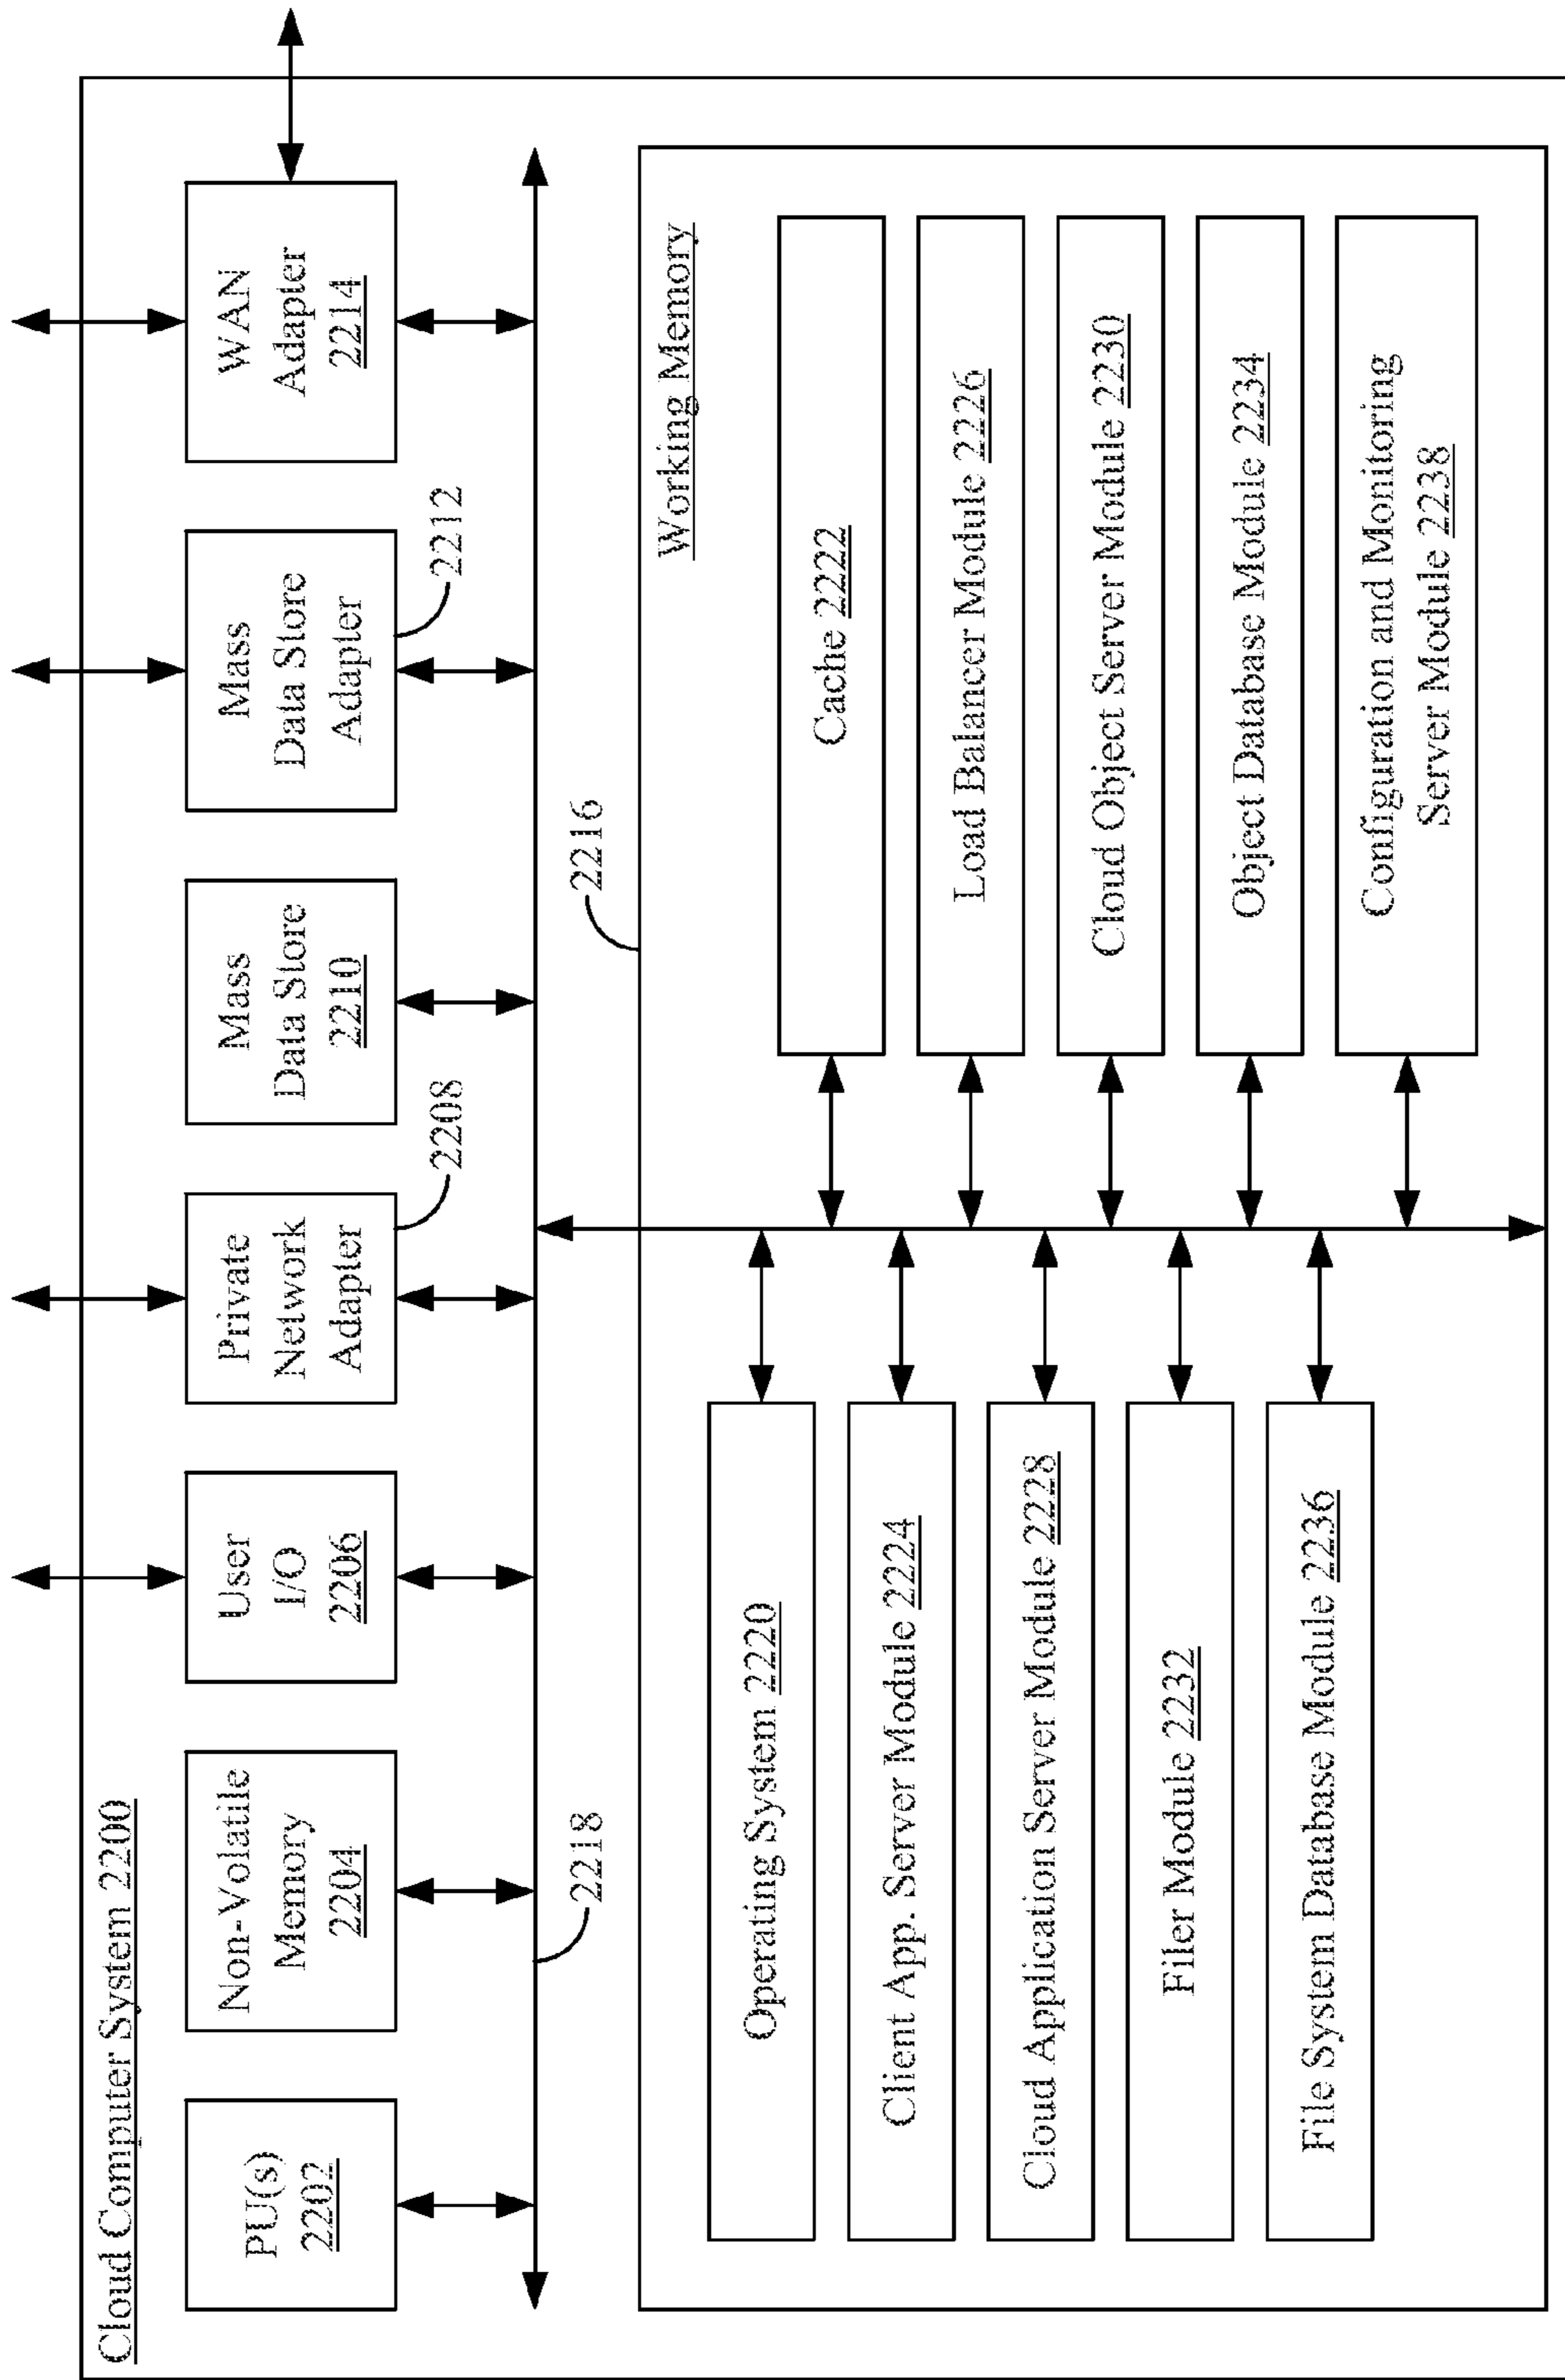 Cloud Computer System 2200
PU(s)
2202
Non-Volatile
Memory
2204
User
I/O
2206
Private
Network
Adapter
2208
Mass
Data Store
2210
Mass
Data Store
Adapter
2212
WAN
Adapter
2214
2218
2216
Working Memory
Operating System 2220
Client App. Server Module 2224
Cloud Application Server Module 2228
Filer Module 2232
File System Database Module 2236
Cache 2222
Load Balancer Module 2226
Cloud Object Server Module 2230
Object Database Module 2234
Configuration and Monitoring
Server Module 2238